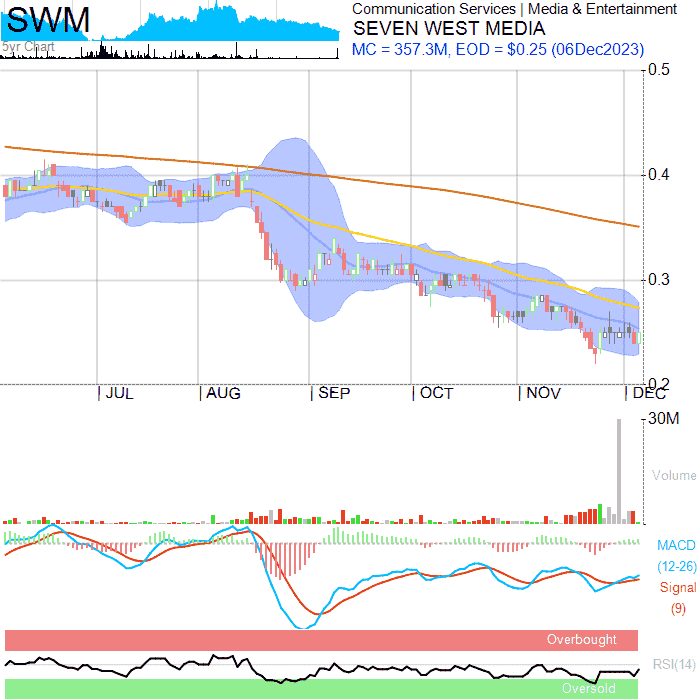 SWM
5yr Chart
Communication Services | Media & Entertainment
SEVEN WEST MEDIA
MC = 357.3M, EOD = $0.25 (06Dec2023)
0.5
0.4
0.3
0.2
| JUL | AUG | SEP | OCT | NOV | DEC
30M
Volume
MACD
(12-26)
Signal
(9)
Overbought
RSI(14)
Oversold